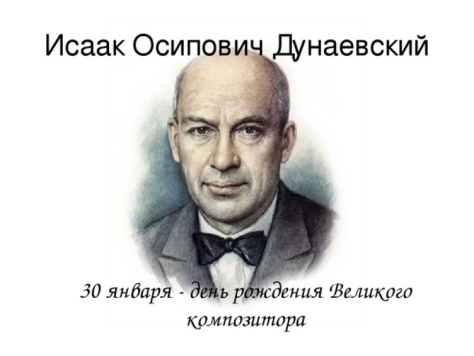 Исаак Осипович Дунаевский
30 января - день рождения Великого
композитора